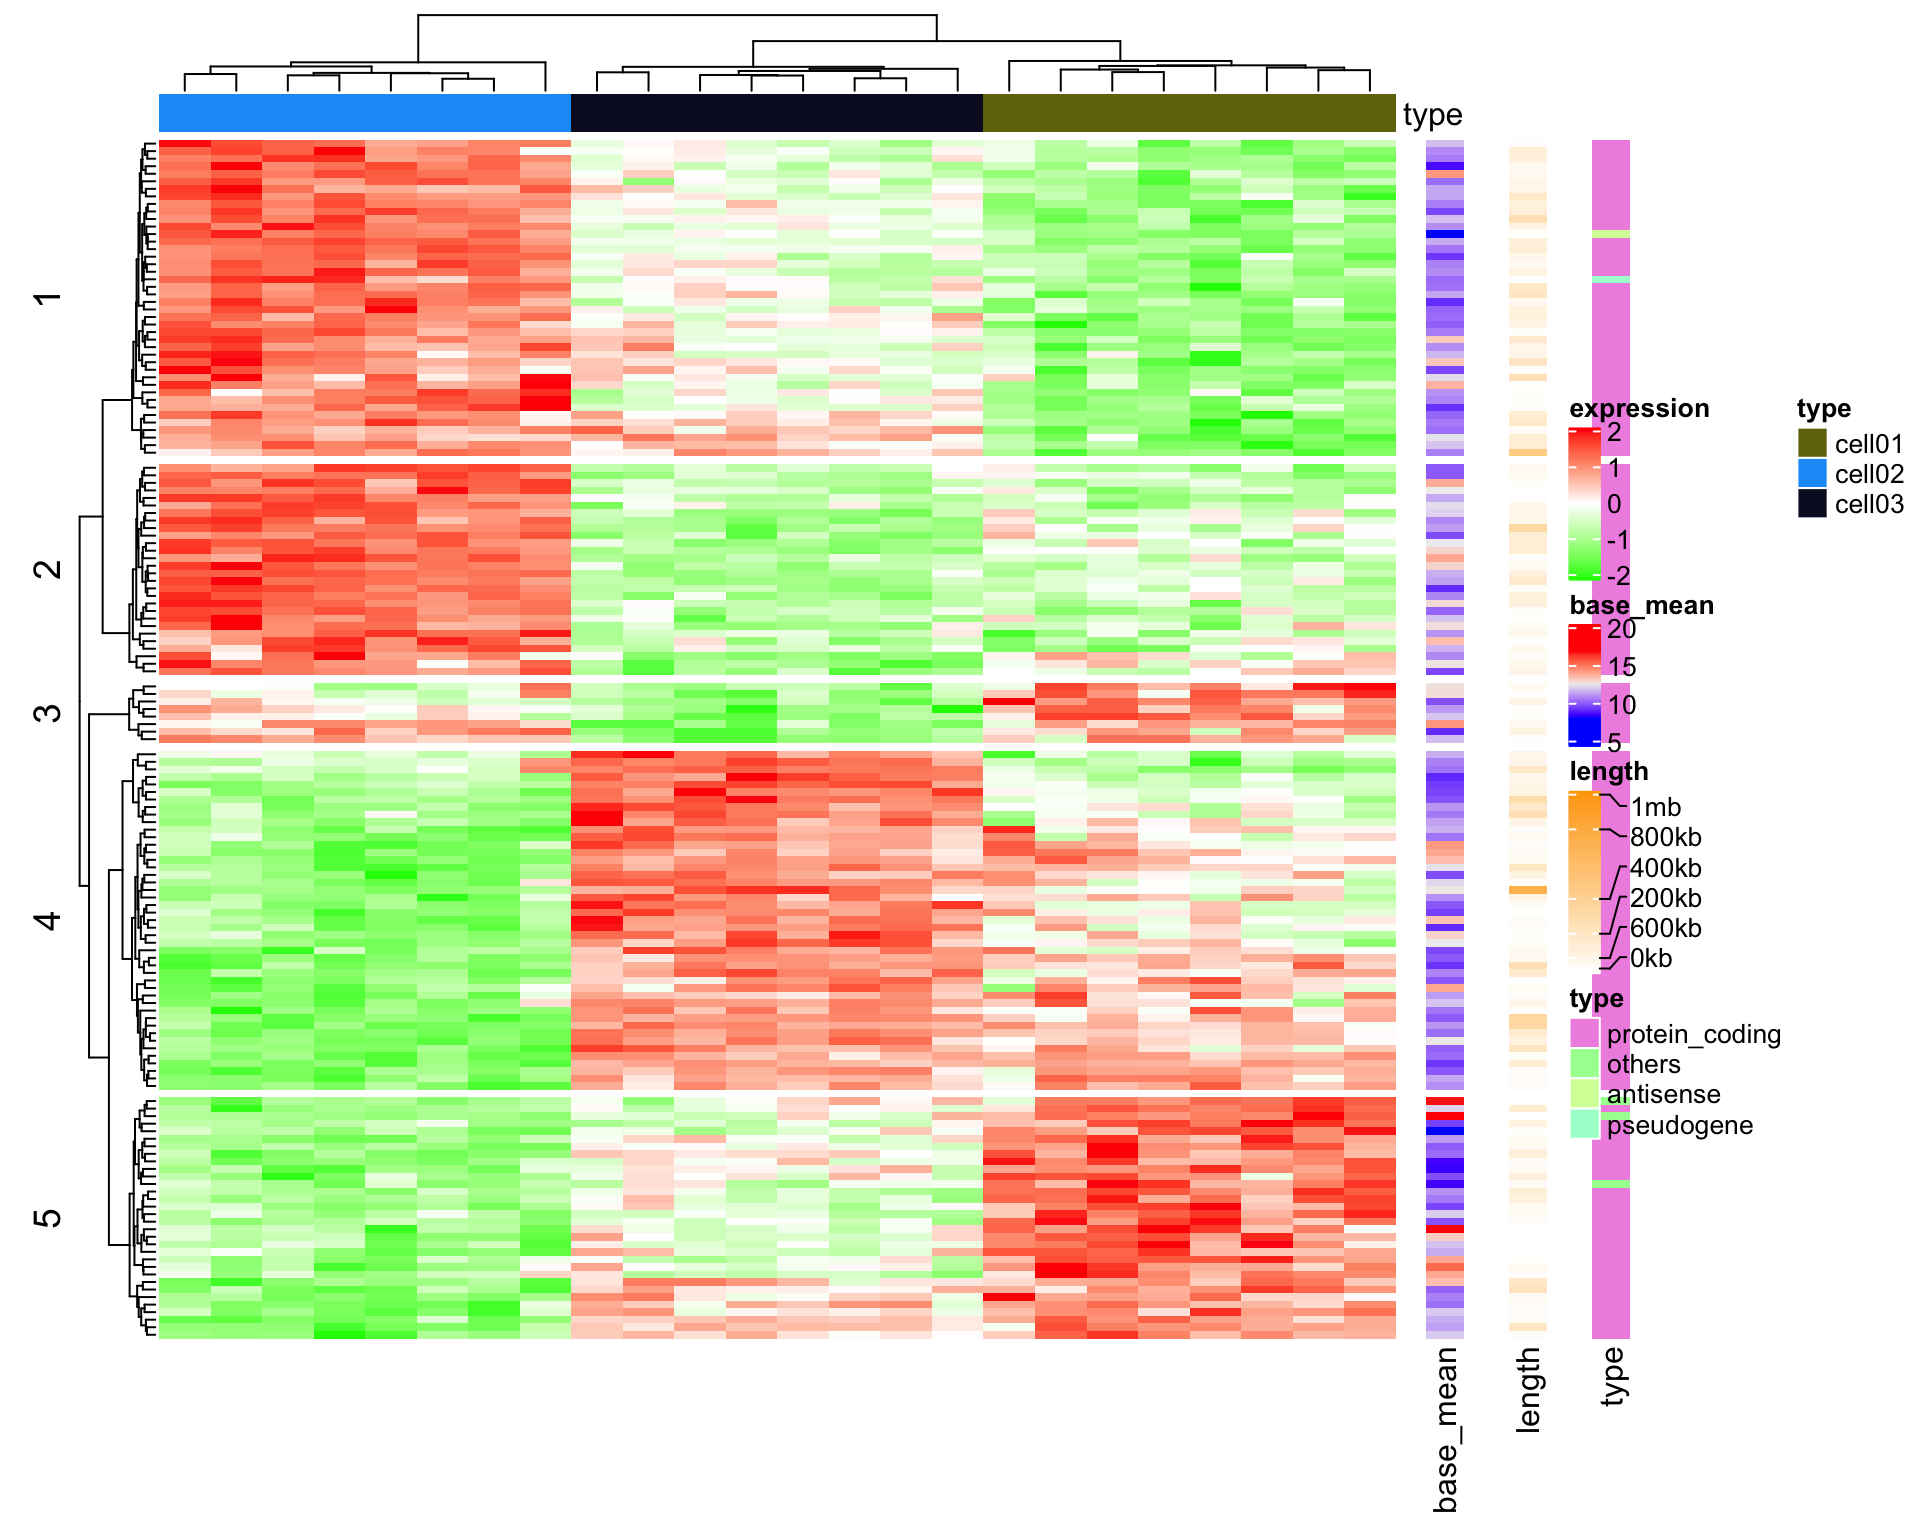 type
1
2
3
4
5
expression
2
1
0
-1
-2
base_mean
20
15
10
5
length
1mb
800kb
400kb
200kb
600kb
0kb
type
protein_coding
others
antisense
pseudogene
type
cell01
cell02
cell03
base_mean
length
type